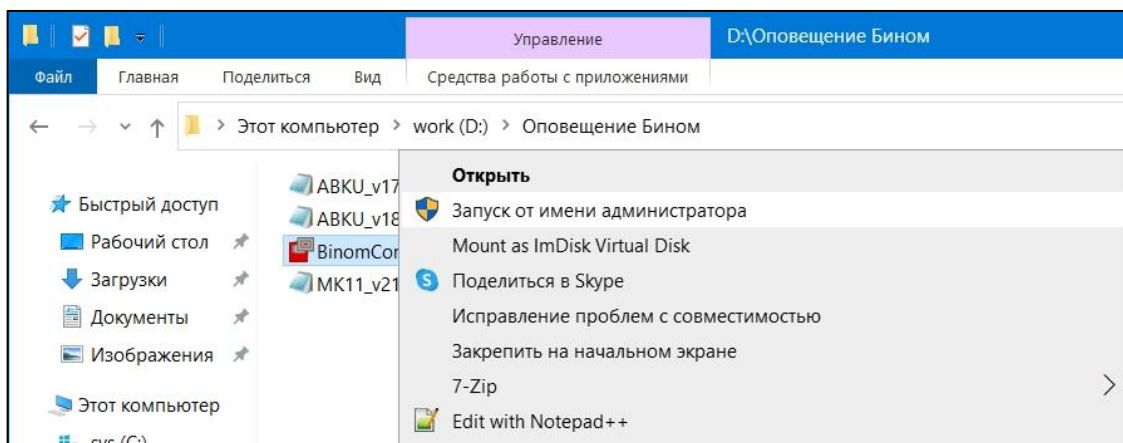 Управление
D:\Оповещение Бином
Файл
Главная
Поделиться
Вид
Средства работы с приложениями
Этот компьютер > work (D:) > Оповещение Бином
Быстрый доступ
Рабочий стол
Загрузки
Документы
Изображения
Этот компьютер
sys (C:)
ABKU_v17
ABKU_v18
BinomCor
MK11_v21
Открыть
Запуск от имени администратора
Mount as ImDisk Virtual Disk
Поделиться в Skype
Исправление проблем с совместимостью
Закрепить на начальном экране
7-Zip
Edit with Notepad++